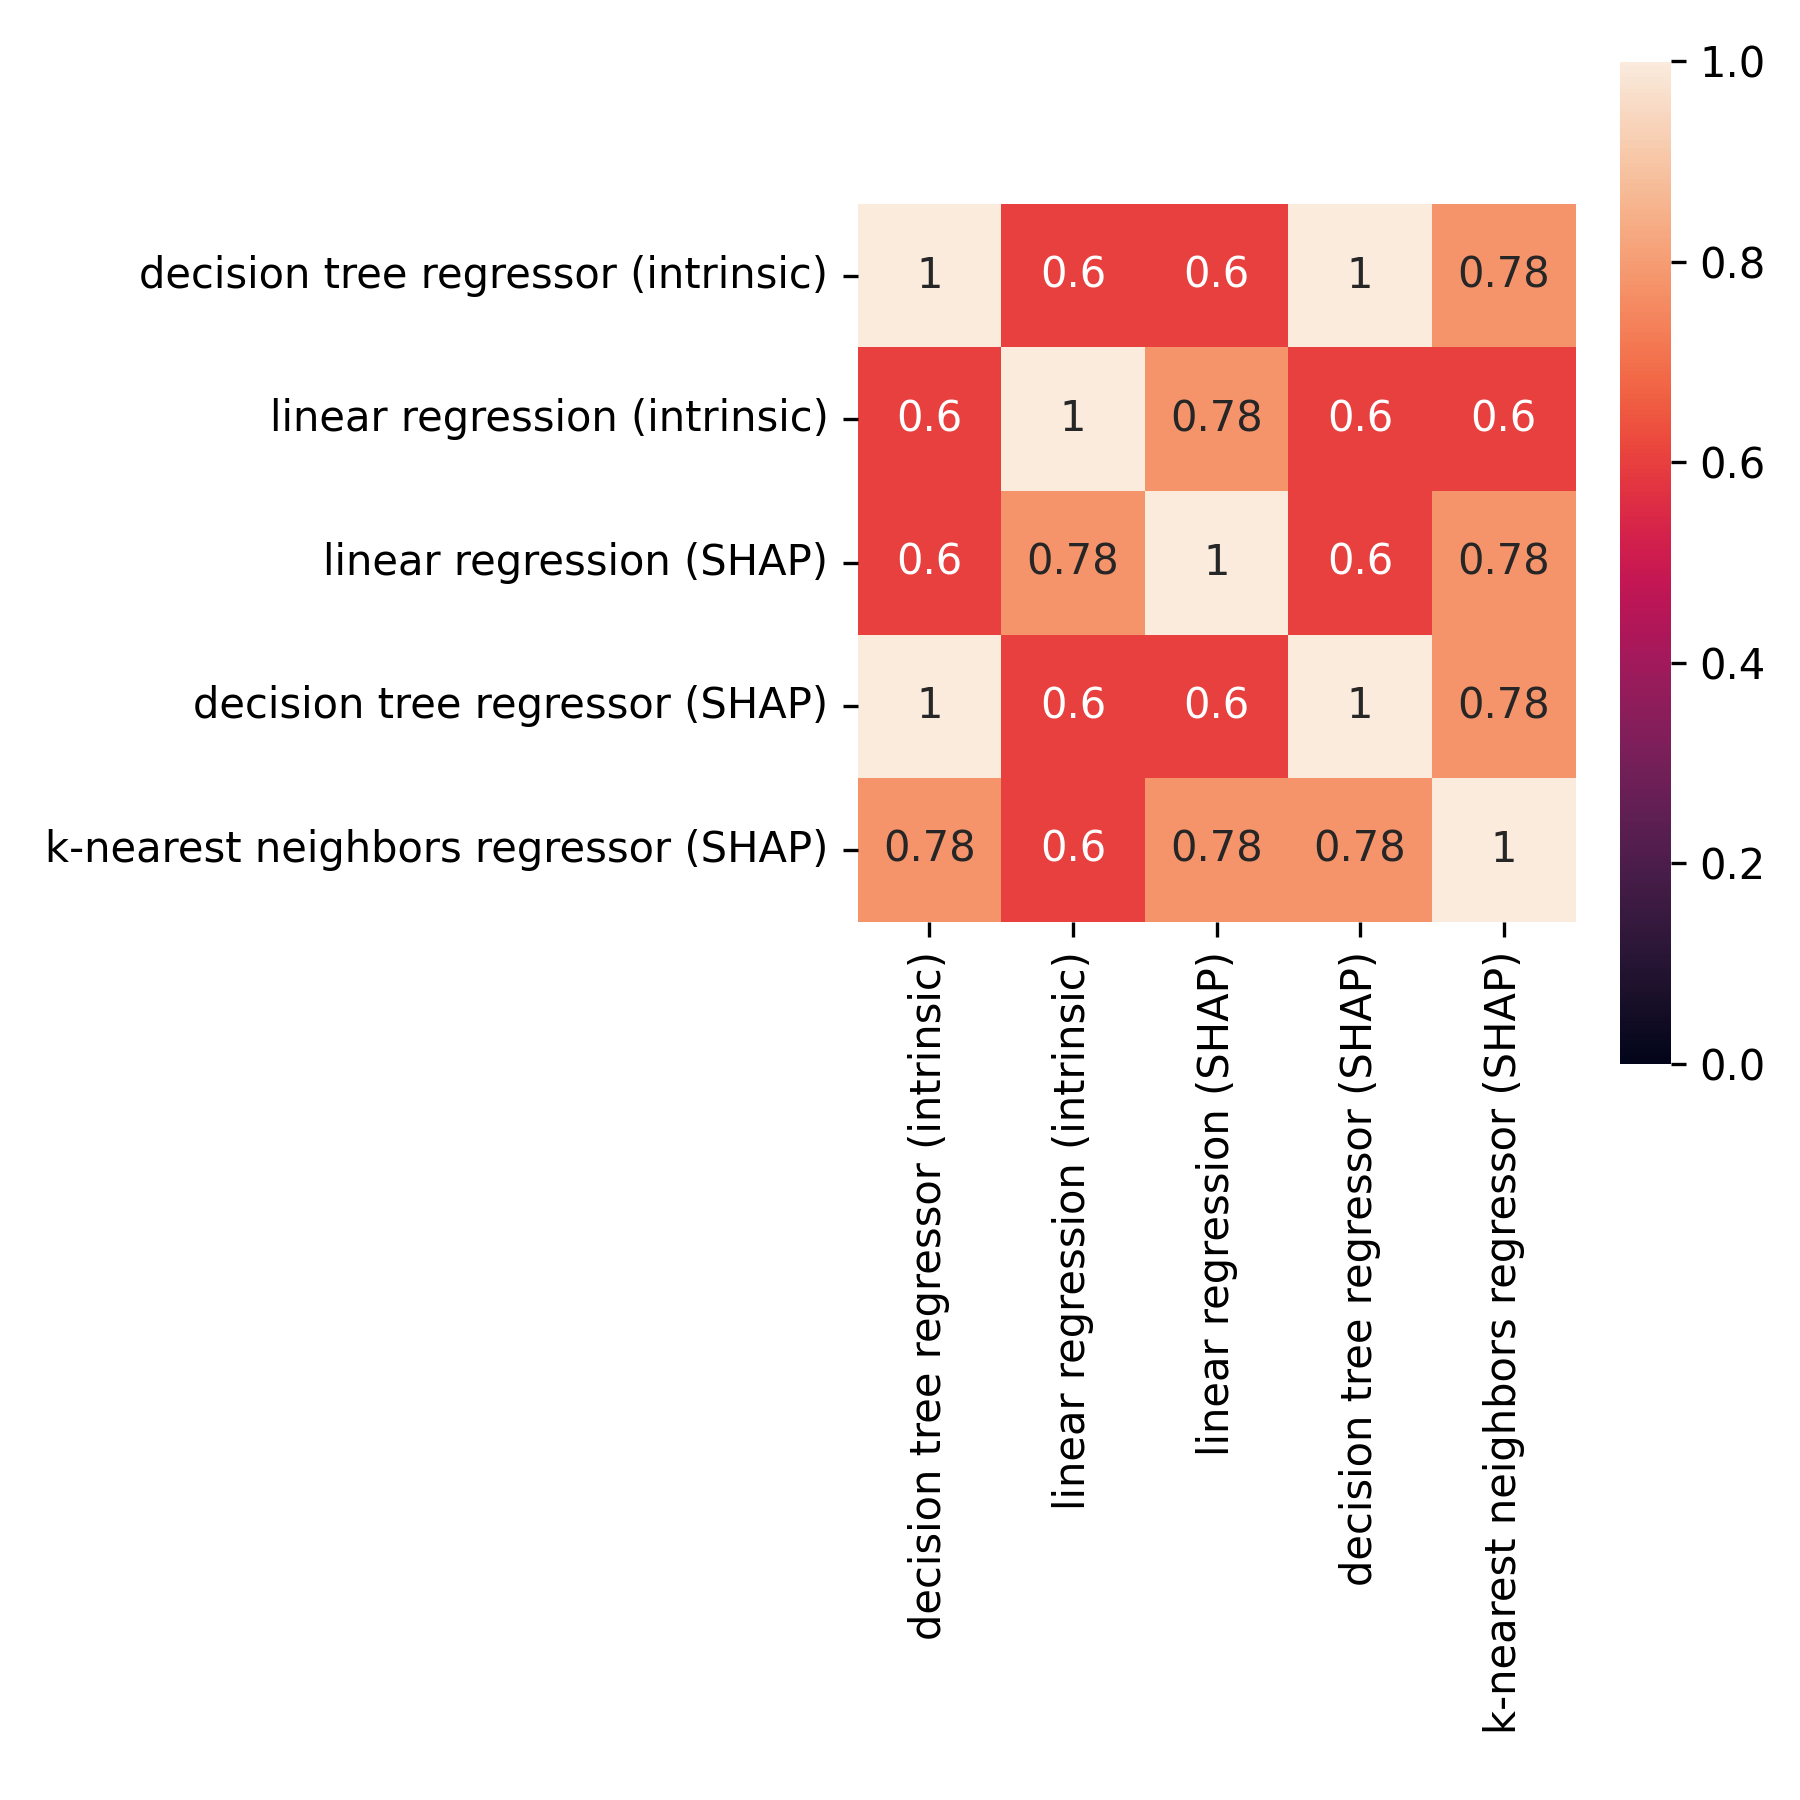 decision tree regressor (intrinsic) 1 0.6 0.6 1 0.78
linear regression (intrinsic) 0.6 1 0.78 0.6 0.6
linear regression (SHAP) 0.6 0.78 1 0.6 0.78
decision tree regressor (SHAP) 1 0.6 0.6 1 0.78
k-nearest neighbors regressor (SHAP) 0.78 0.6 0.78 0.78 1
decision tree regressor (intrinsic)
linear regression (intrinsic)
linear regression (SHAP)
decision tree regressor (SHAP)
k-nearest neighbors regressor (SHAP)
1.0
0.8
0.6
0.4
0.2
0.0